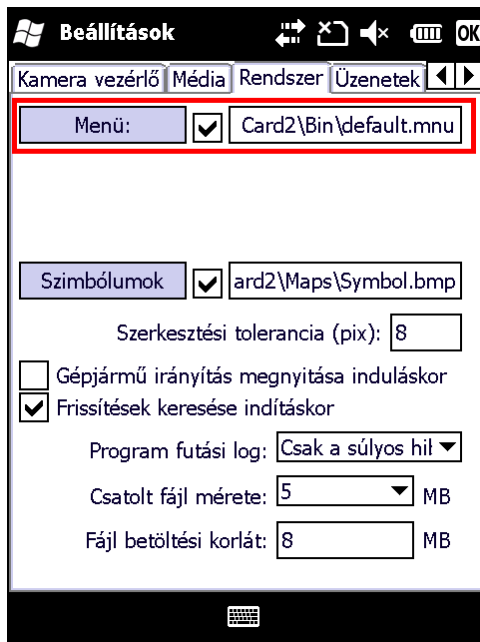 Beállítások OK
Kamera vezérlő Média Rendszer Üzenetek
Menü: Card2\Bin\default.mnu
Szimbólumok ard2\Maps\Symbol.bmp
Szerkesztési tolerancia (pix): 8
Gépjármű irányítás megnyitása induláskor
Frissítések keresése indításkor
Program futási log: Csak a súlyos hil
Csatolt fájl mérete: 5 MB
Fájl betöltési korlát: 8 MB